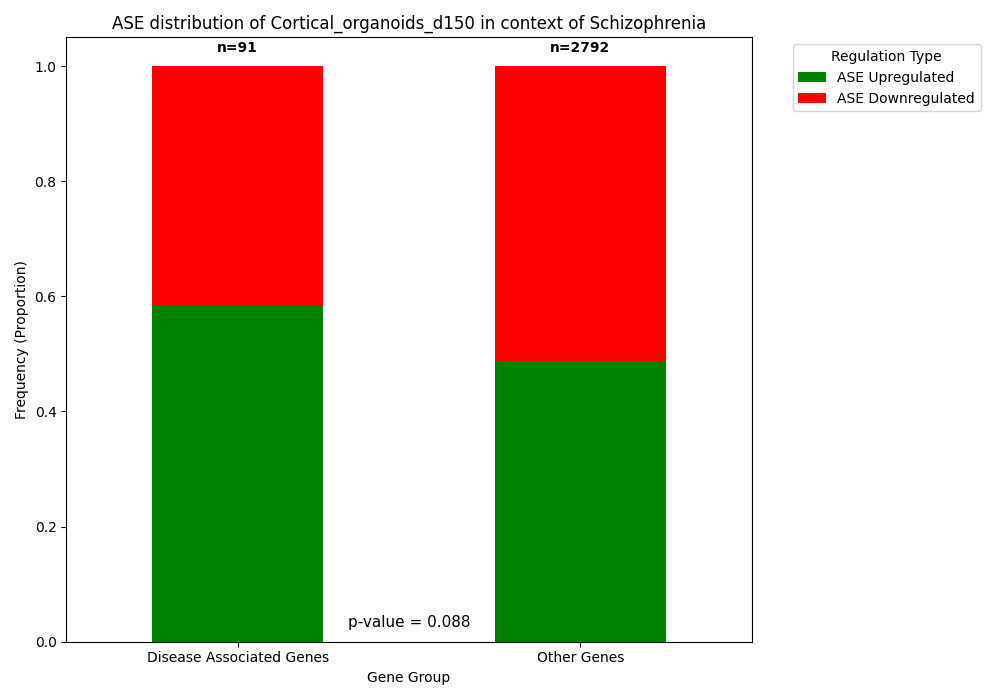 ASE distribution of Cortical_organoids_d150 in context of Schizophrenia
n=91
n=2792
Regulation Type
ASE Upregulated
ASE Downregulated
1.0
0.8
0.6
0.4
0.2
0.0
Frequency (Proportion)
p-value = 0.088
Disease Associated Genes
Other Genes
Gene Group